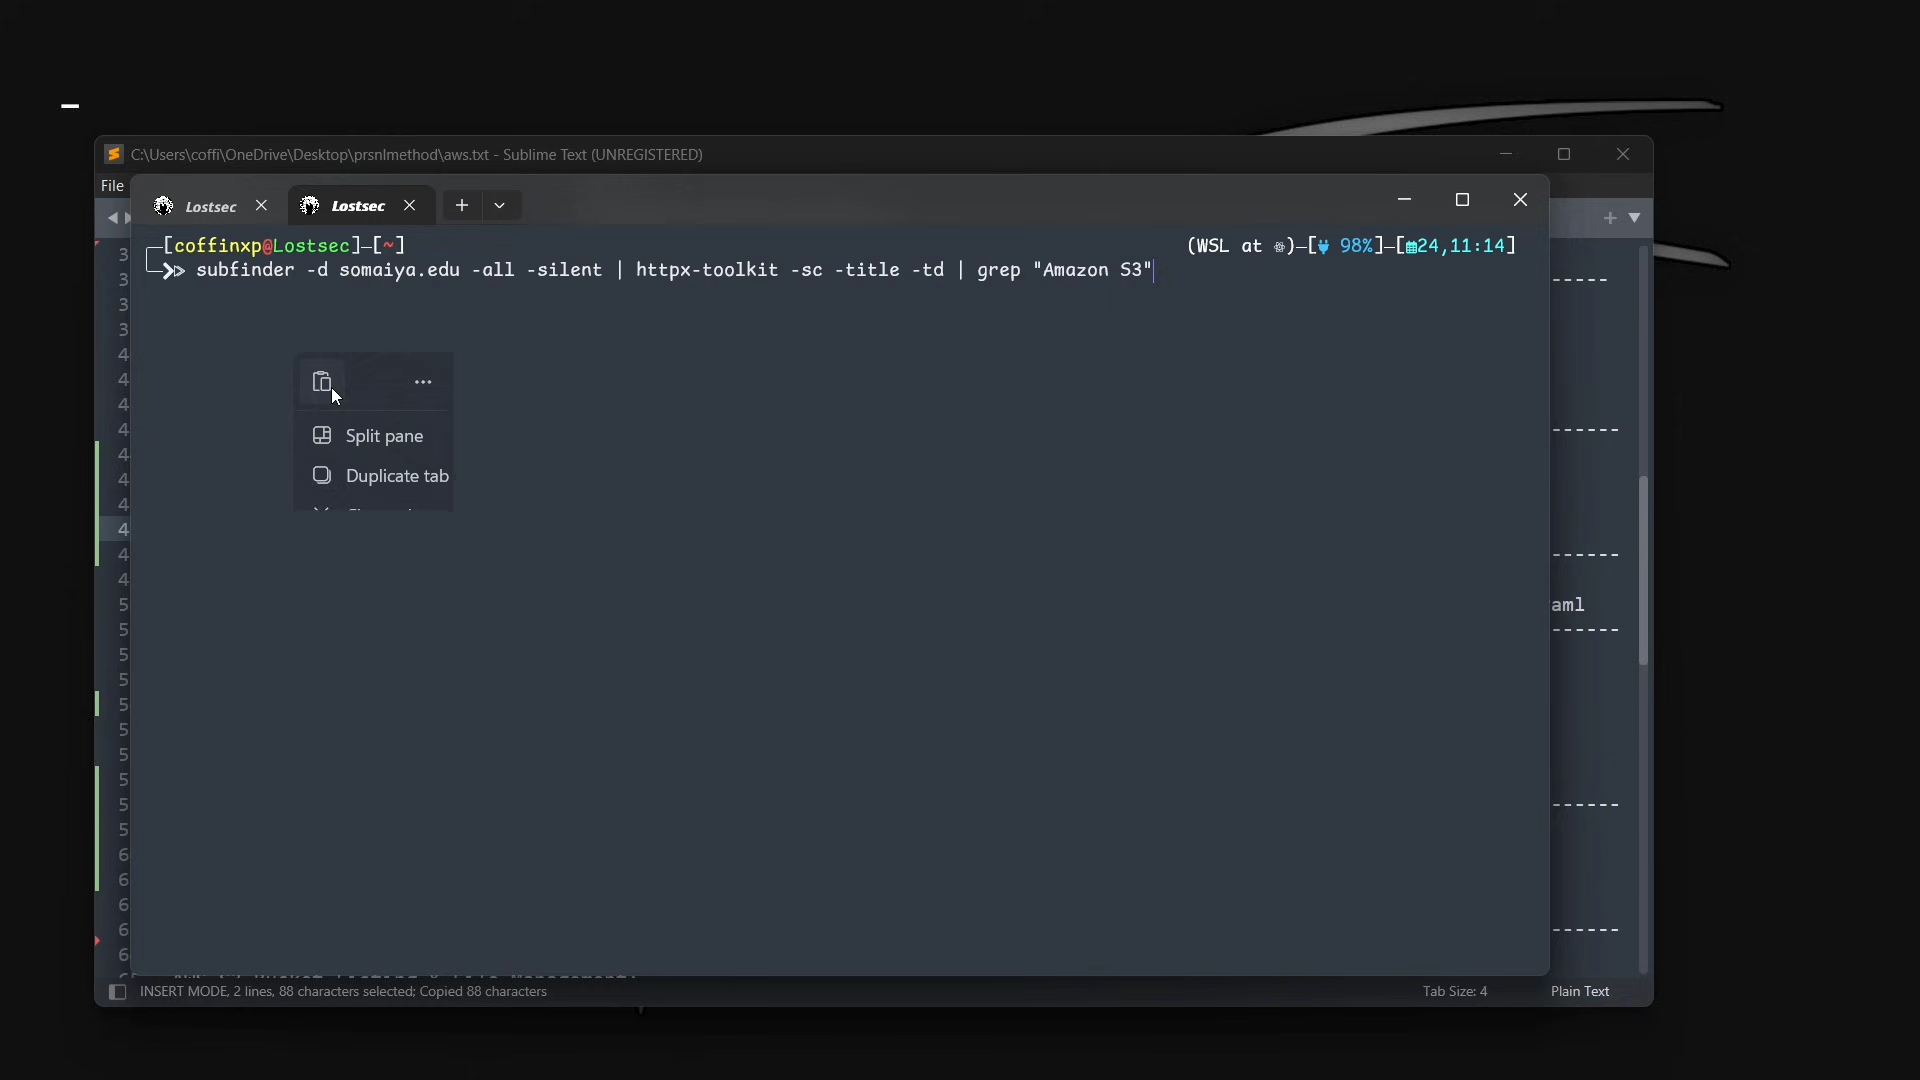 C:\Users\coffi\OneDrive\Desktop\prsnlmethod\aws.txt - Sublime Text (UNREGISTERED)
File
Lostsec
Lostsec
[coffinxp@Lostsec]-[~]
(WSL at )-[ 98%]-[24,11:14]
subfinder -d somaiya.edu -all -silent | httpx-toolkit -sc -title -td | grep "Amazon S3"
Split pane
Duplicate tab
aml
INSERT MODE, 2 lines, 88 characters selected; Copied 88 characters
Tab Size: 4
Plain Text